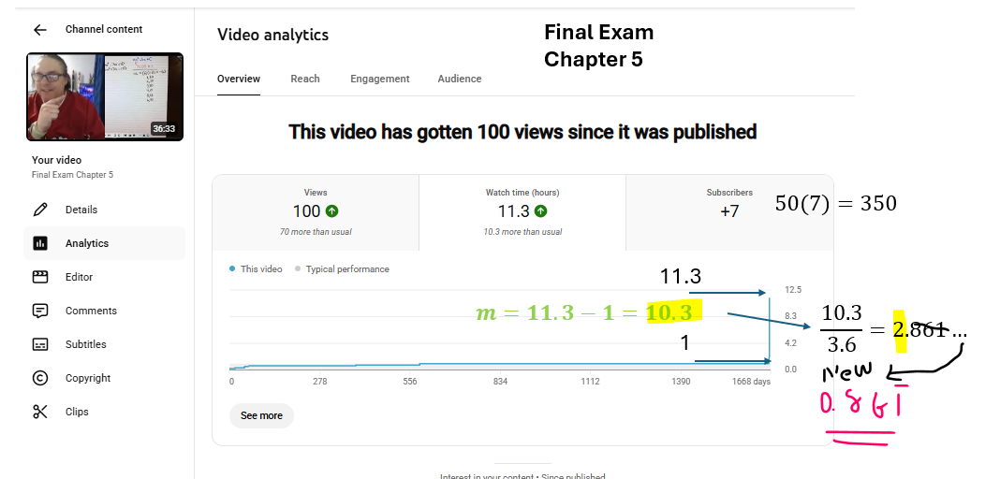 Channel content
36:33
Your video
Final Exam Chapter 5
Details
Analytics
Editor
Comments
Subtitles
Copyright
Clips
Video analytics
Final Exam
Chapter 5
Overview Reach Engagement Audience
This video has gotten 100 views since it was published
Views
100
70 more than usual
Watch time (hours)
11.3
10.3 more than usual
Subscribers
+7
50(7) = 350
This video Typical performance
11.3
m = 11.3 − 1 = 10.3
1
12.5
8.3
4.2
0.0
0 278 556 834 1112 1390 1668 days
10.3
3.6
= 2.861...
New
0.861
See more
Interest in your content • Since published